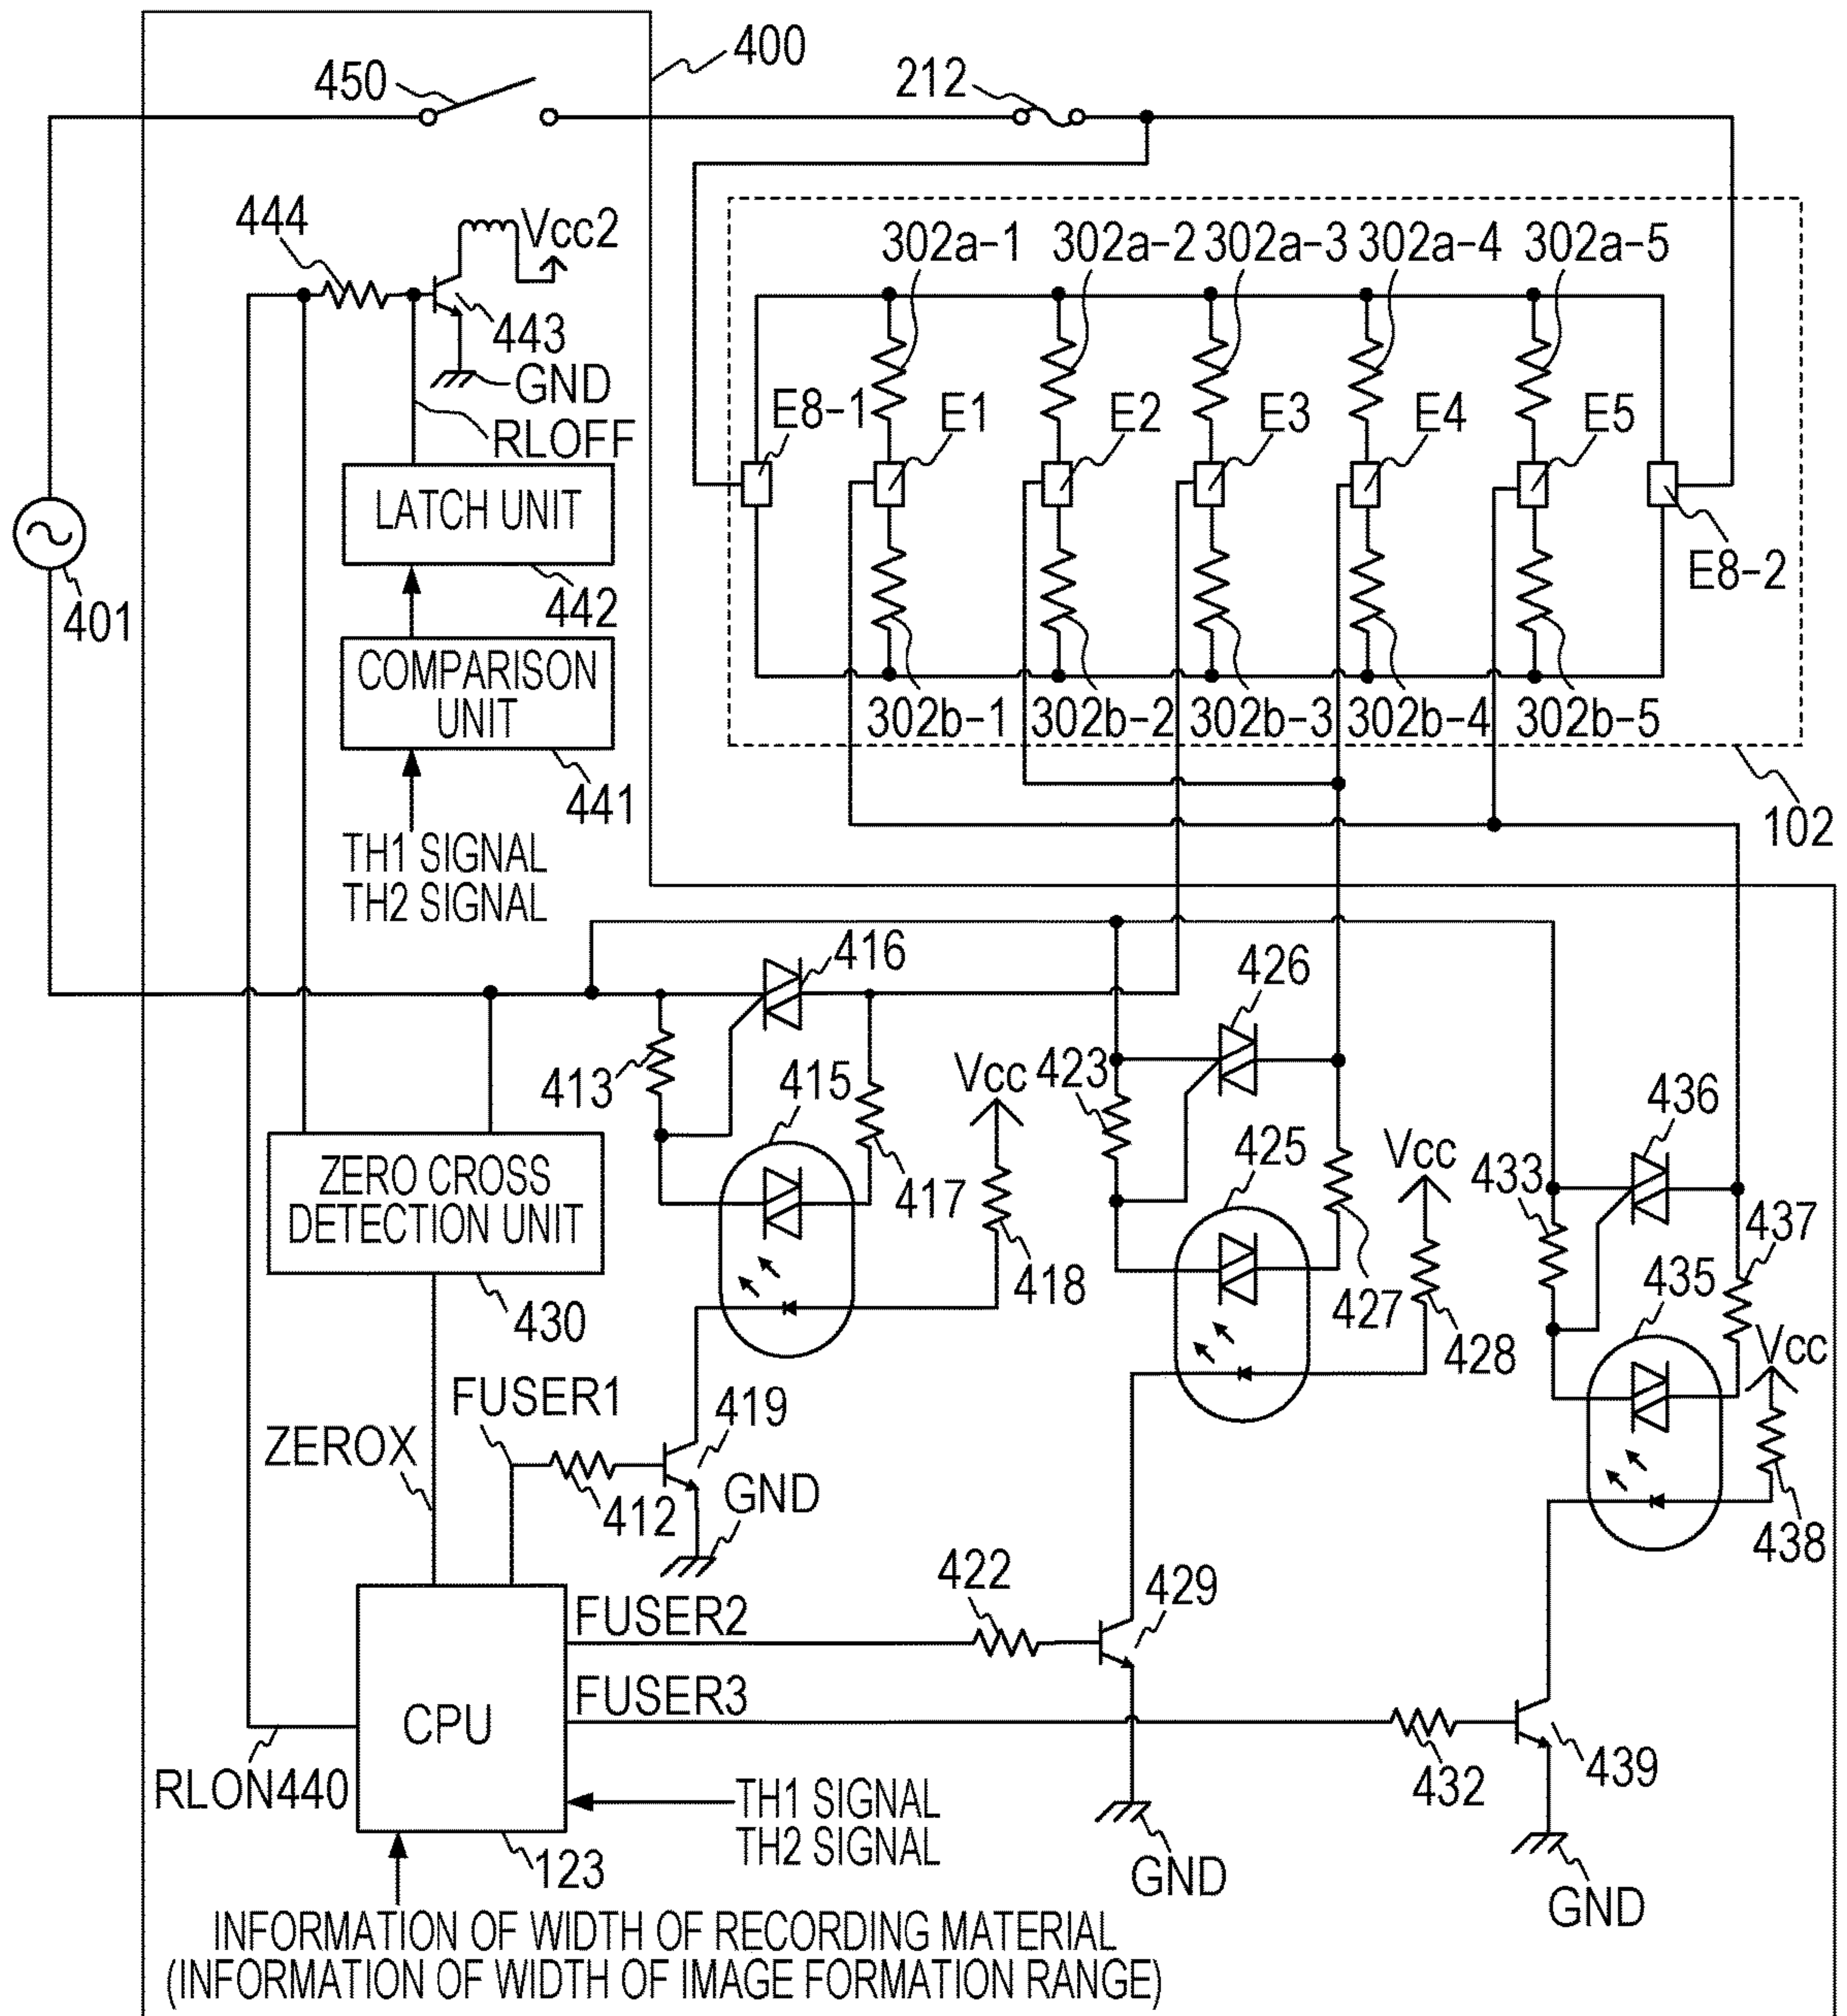 400
450
212
444
Vcc2
302a-1
302a-2
302a-3
302a-4
302a-5
443
GND
E8-1
E1
E2
E3
E4
E5
RLOFF
LATCH UNIT
E8-2
442
401
COMPARISON
UNIT
302b-1
302b-2
302b-3
302b-4
302b-5
441
102
TH1 SIGNAL
TH2 SIGNAL
416
426
413
415
Vcc
423
436
425
Vcc
433
ZERO CROSS
DETECTION UNIT
417
437
418
435
427
430
428
Vcc
FUSER1
419
ZEROX
GND
412
438
422
FUSER2
429
FUSER3
CPU
439
RLON440
432
TH1 SIGNAL
TH2 SIGNAL
123
GND
GND
INFORMATION OF WIDTH OF RECORDING MATERIAL
(INFORMATION OF WIDTH OF IMAGE FORMATION RANGE)